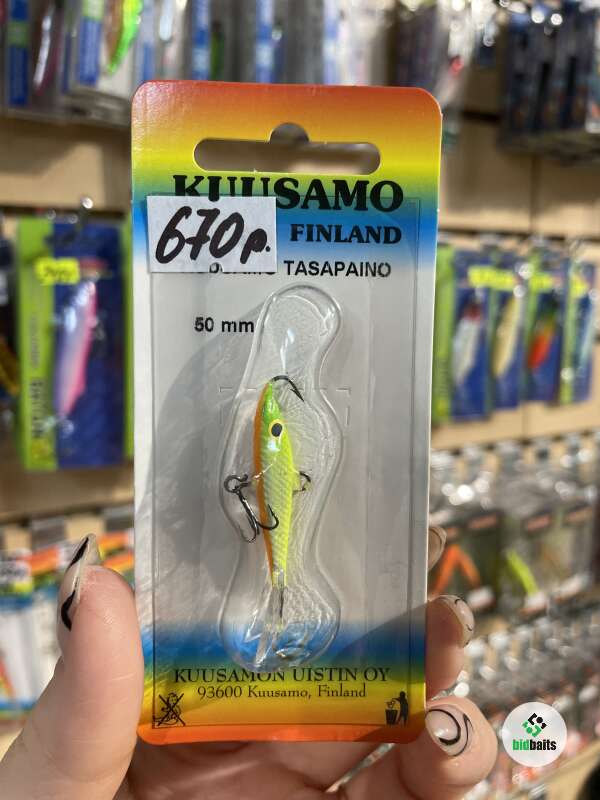 KUUSAMO
670р.
FINLAND
TASAPAINO
50 mm
KUUSAMON UISTIN OY
93600 Kuusamo, Finland
bidbaits